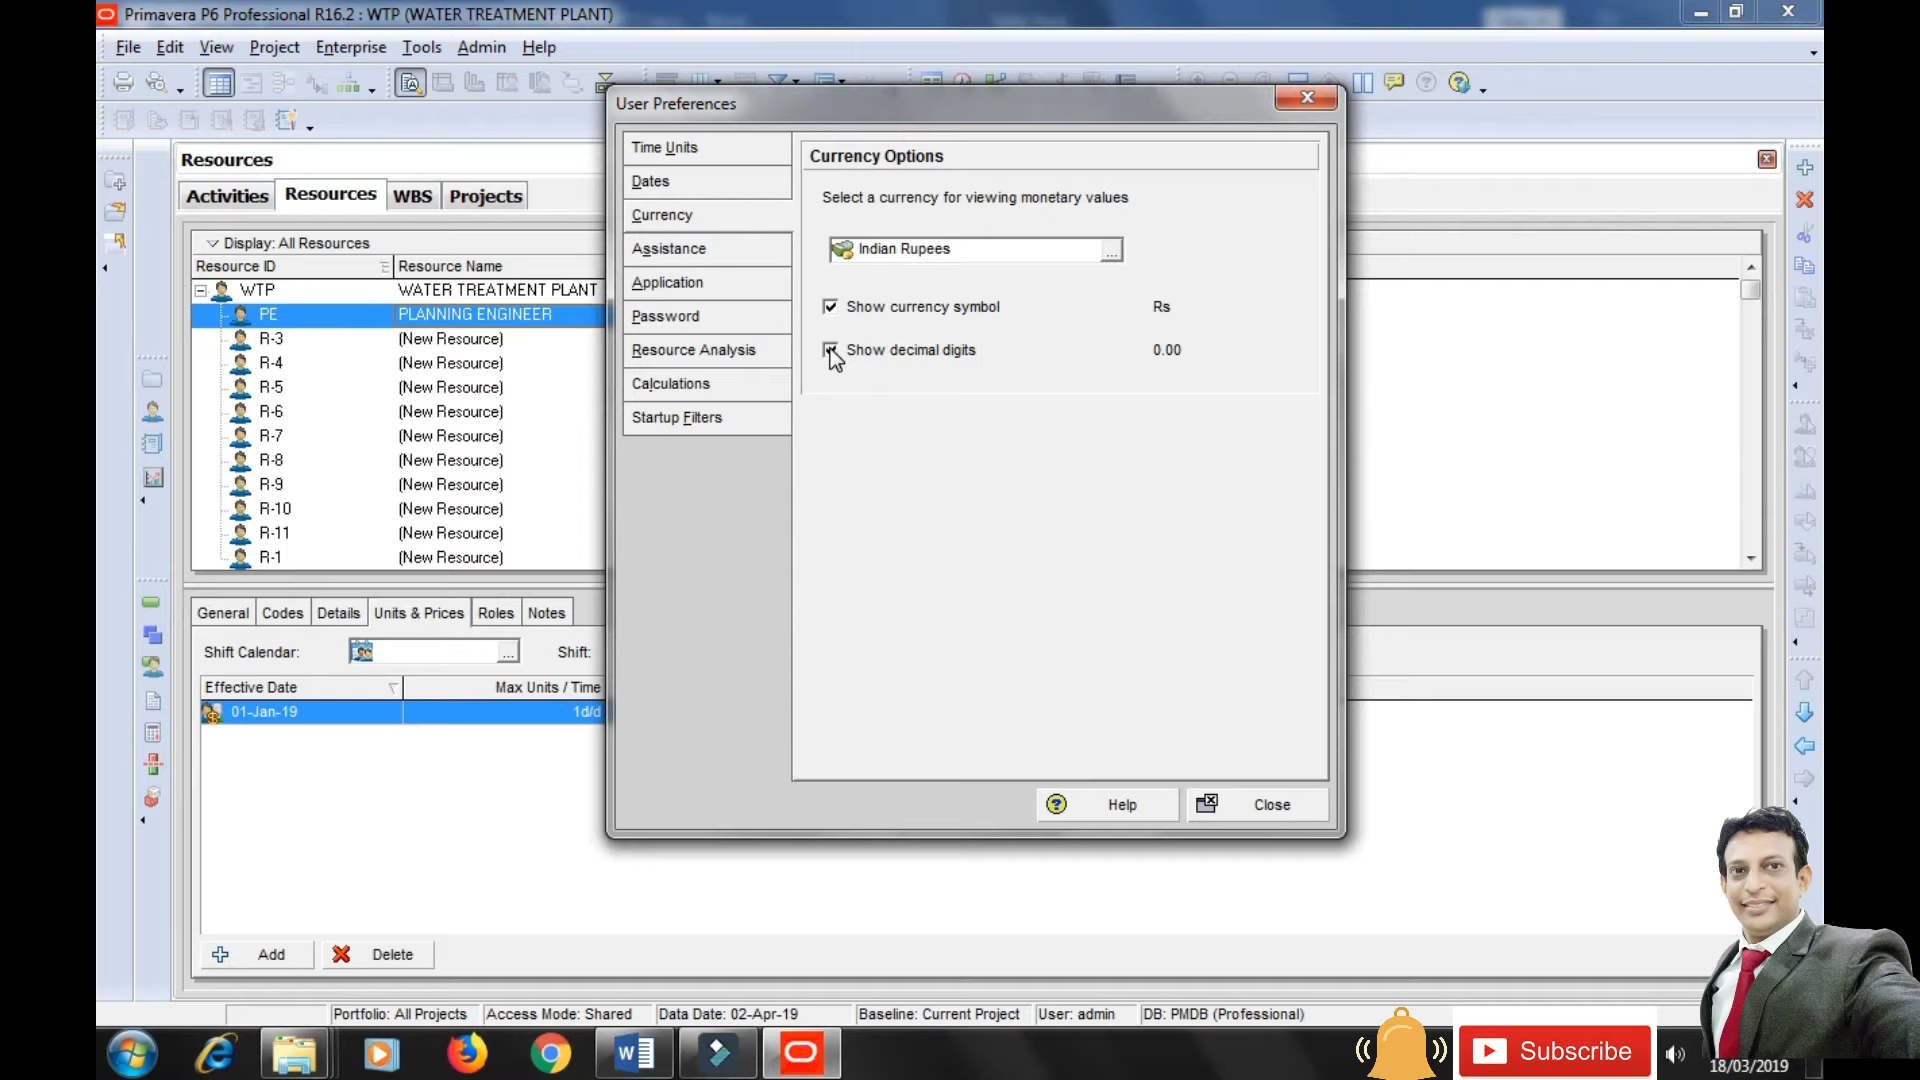 Primavera P6 Professional R16.2 : WTP (WATER TREATMENT PLANT)
File Edit View Project Enterprise Tools Admin Help
Resources
Activities Resources WBS Projects
Display: All Resources
Resource ID Resource Name
WTP WATER TREATMENT PLANT
PE PLANNING ENGINEER
R-3 (New Resource)
R-4 (New Resource)
R-5 (New Resource)
R-6 (New Resource)
R-7 (New Resource)
R-8 (New Resource)
R-9 (New Resource)
R-10 (New Resource)
R-11 (New Resource)
R-1 (New Resource)
General Codes Details Units & Prices Roles Notes
Shift Calendar: ... Shift:
Effective Date Max Units / Time
01-Jan-19 1d/d
Add Delete
User Preferences
Time Units
Dates
Currency
Assistance
Application
Password
Resource Analysis
Calculations
Startup Filters
Currency Options
Select a currency for viewing monetary values
Indian Rupees ...
Show currency symbol Rs
Show decimal digits 0.00
Help Close
Portfolio: All Projects Access Mode: Shared Data Date: 02-Apr-19 Baseline: Current Project User: admin DB: PMDB (Professional)
Subscribe
18/03/2019